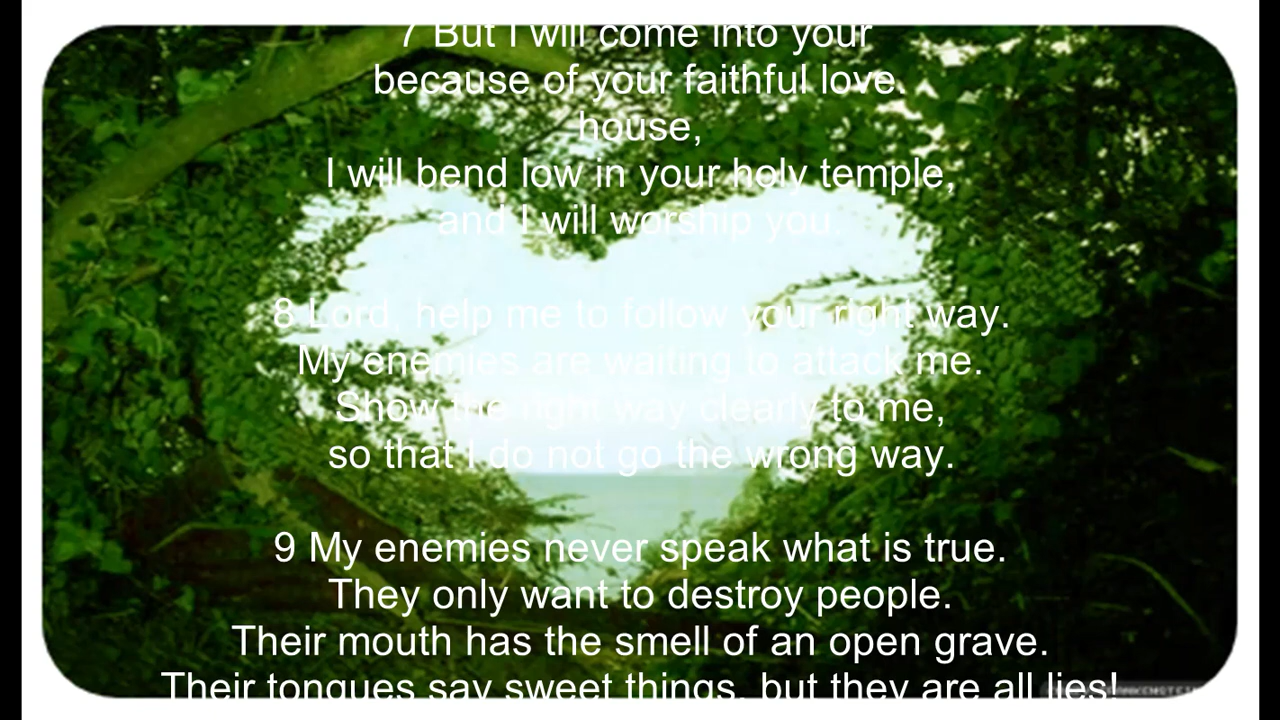 7 But I will come into your
because of your faithful love.
house,
I will bend low in your holy temple,
and I will worship you.
8 Lord, help me to follow your right way.
My enemies are waiting to attack me.
Show the right way clearly to me,
so that I do not go the wrong way.
9 My enemies never speak what is true.
They only want to destroy people.
Their mouth has the smell of an open grave.
Their tongues say sweet things, but they are all lies!